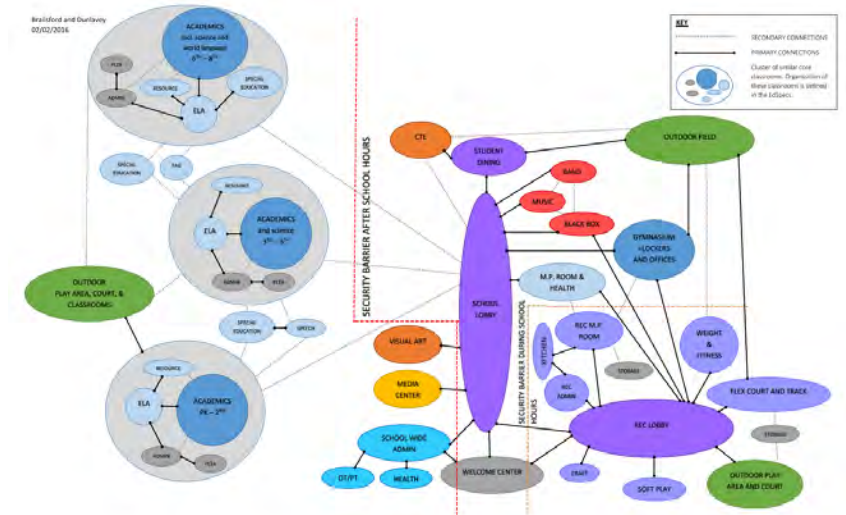 Brailsford and Dunlavey
02/02/2016
ACADEMICS
(incl. science and
world language)
6TH – 8TH
FLEX
ADMIN
RESOURCE
ELA
SPECIAL
EDUCATION
SPECIAL
EDUCATION
RESOURCE
ELA
ACADEMICS
and science
3RD – 5TH
ADMIN
FLEX
OUTDOOR
PLAY AREA, COURT, &
CLASSROOMS
SPECIAL
EDUCATION
RESOURCE
ELA
ACADEMICS
PK – 2ND
ADMIN
FLEX
SECURITY BARRIER AFTER SCHOOL HOURS
KEY
SECONDARY CONNECTIONS
PRIMARY CONNECTIONS
Cluster of similar core
classrooms. Organization of
these classrooms is defined
in the EdSpecs.
CTE
STUDENT
DINING
OUTDOOR FIELD
BAND
MUSIC
BLACK BOX
GYMNASIUM
+LOCKERS
AND OFFICES
M.P. ROOM &
HEALTH
SCHOOL
LOBBY
SECURITY BARRIER DURING SCHOOL
HOURS
REC M.P.
ROOM
KITCHEN
REC
ADMIN
STORAGE
WEIGHT
&
FITNESS
FLEX COURT AND TRACK
STORAGE
VISUAL ART
MEDIA
CENTER
SCHOOL WIDE
ADMIN
OT/PT
HEALTH
WELCOME CENTER
REC LOBBY
CRAFT
SOFT PLAY
OUTDOOR PLAY
AREA AND COURT